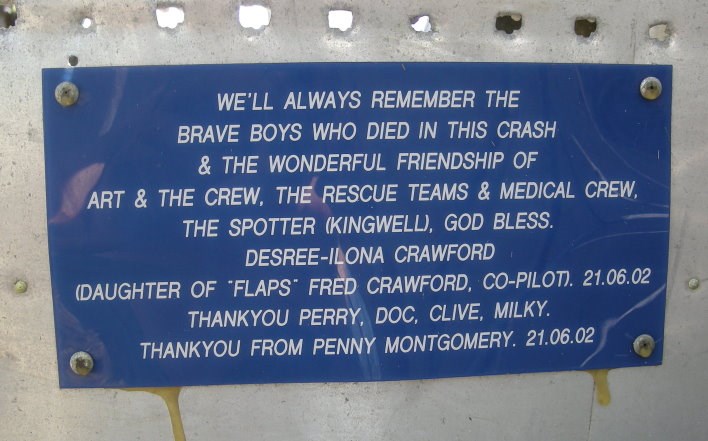 WE'LL ALWAYS REMEMBER THE
BRAVE BOYS WHO DIED IN THIS CRASH
& THE WONDERFUL FRIENDSHIP OF
ART & THE CREW, THE RESCUE TEAMS & MEDICAL CREW,
THE SPOTTER (KINGWELL), GOD BLESS.
DESREE-ILONA CRAWFORD
(DAUGHTER OF "FLAPS" FRED CRAWFORD, CO-PILOT). 21.06.02
THANKYOU PERRY, DOC, CLIVE, MILKY.
THANKYOU FROM PENNY MONTGOMERY. 21.06.02